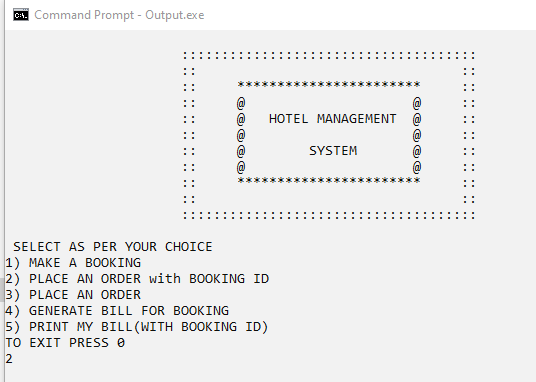 Command Prompt - Output.exe
:::::::::::::::::::::::::::::::::::::
::                                 ::
::     ***********************     ::
::     @                     @     ::
::     @   HOTEL MANAGEMENT  @     ::
::     @                     @     ::
::     @        SYSTEM       @     ::
::     @                     @     ::
::     ***********************     ::
::                                 ::
:::::::::::::::::::::::::::::::::::::
SELECT AS PER YOUR CHOICE
1) MAKE A BOOKING
2) PLACE AN ORDER with BOOKING ID
3) PLACE AN ORDER
4) GENERATE BILL FOR BOOKING
5) PRINT MY BILL(WITH BOOKING ID)
TO EXIT PRESS 0
2